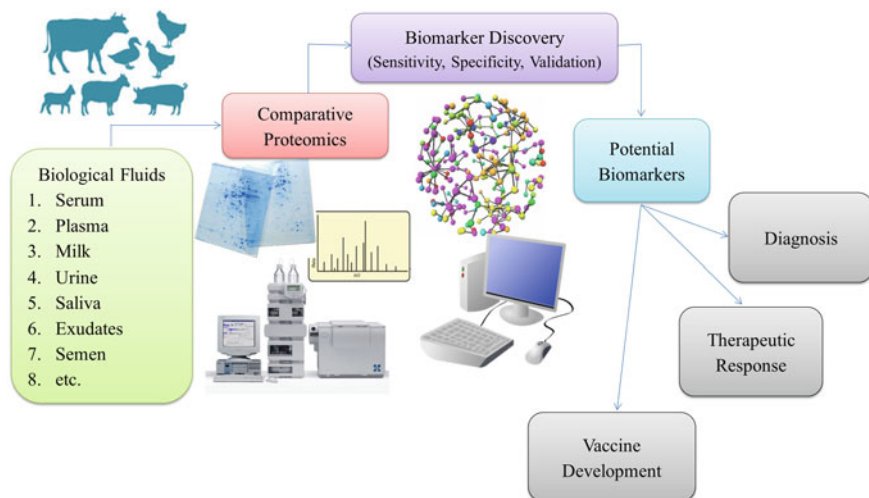 Biomarker Discovery
(Sensitivity, Specificity, Validation)
Comparative
Proteomics
Biological Fluids
1. Serum
2. Plasma
3. Milk
4. Urine
5. Saliva
6. Exudates
7. Semen
8. etc.
Potential
Biomarkers
Diagnosis
Therapeutic
Response
Vaccine
Development